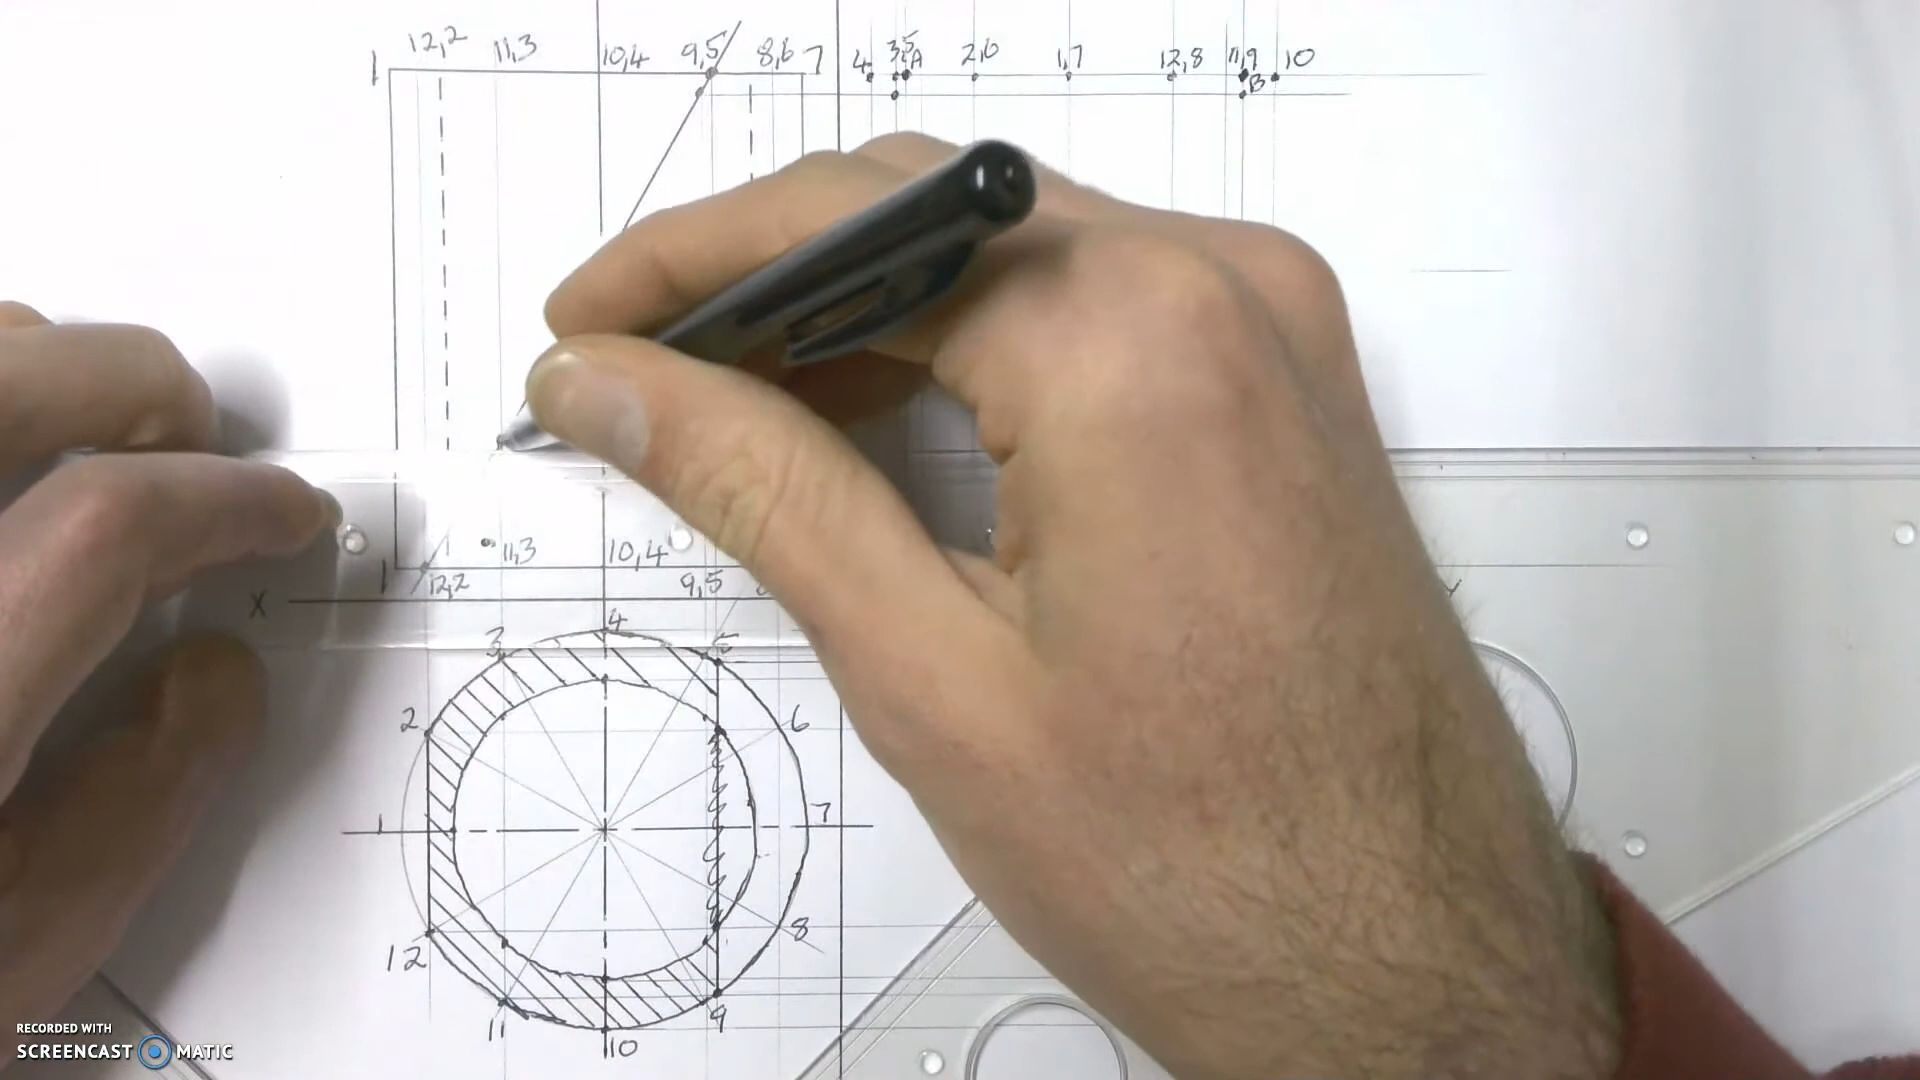 1 12,2 11,3 10,4 9,5 8,6 7 4 3 5 A 2,6 1,7 12,8 11,9 B 10
1 12,2 11,3 10,4 9,5
X Y
4
3 5
2 6
1 7
12 8
11 9
10
RECORDED WITH
SCREENCAST MATIC